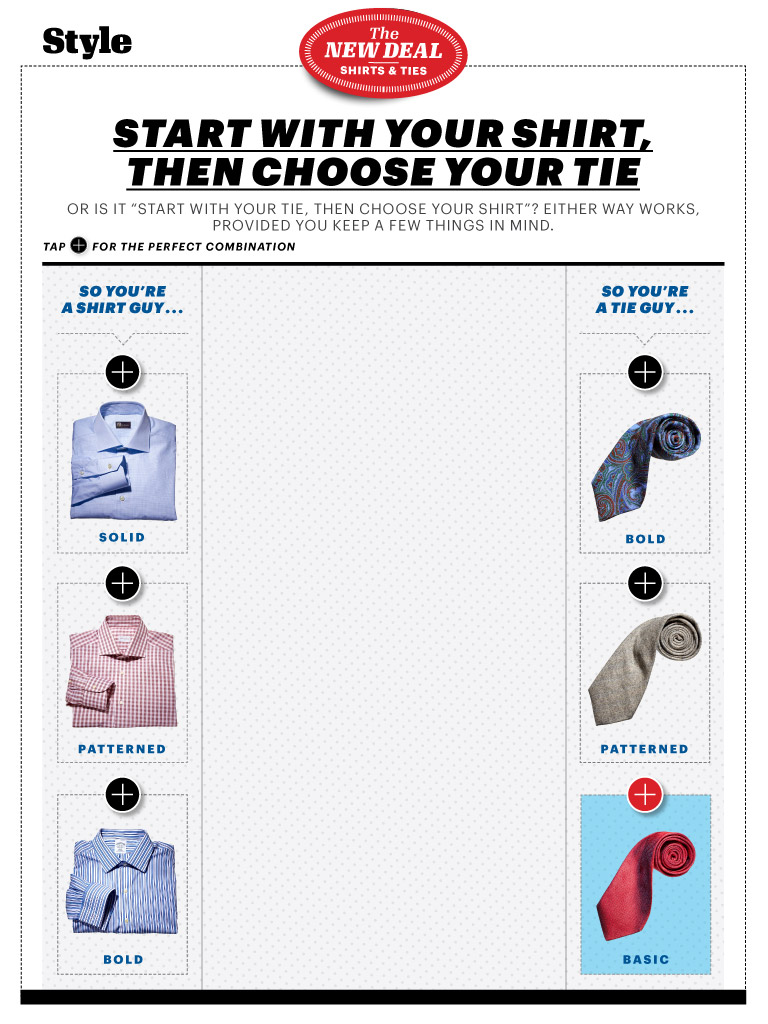 Style
The
NEW DEAL
SHIRTS & TIES
START WITH YOUR SHIRT,
THEN CHOOSE YOUR TIE
OR IS IT “START WITH YOUR TIE, THEN CHOOSE YOUR SHIRT”? EITHER WAY WORKS,
PROVIDED YOU KEEP A FEW THINGS IN MIND.
TAP + FOR THE PERFECT COMBINATION
SO YOU’RE
A SHIRT GUY...
SOLID
PATTERNED
BOLD
SO YOU’RE
A TIE GUY...
BOLD
PATTERNED
BASIC